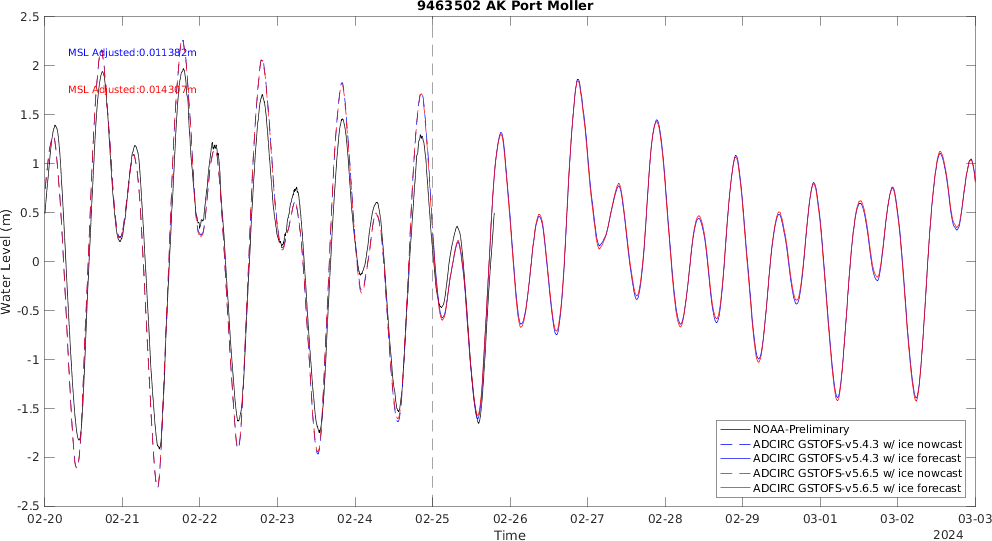 9463502 AK Port Moller
2.5
2
1.5
1
0.5
0
-0.5
-1
-1.5
-2
-2.5
Water Level (m)
MSL Adjusted:0.011382m
MSL Adjusted:0.014307m
NOAA-Preliminary
ADCIRC GSTOFS-v5.4.3 w/ ice nowcast
ADCIRC GSTOFS-v5.4.3 w/ ice forecast
ADCIRC GSTOFS-v5.6.5 w/ ice nowcast
ADCIRC GSTOFS-v5.6.5 w/ ice forecast
02-20 02-21 02-22 02-23 02-24 02-25 02-26 02-27 02-28 02-29 03-01 03-02 03-03
Time
2024